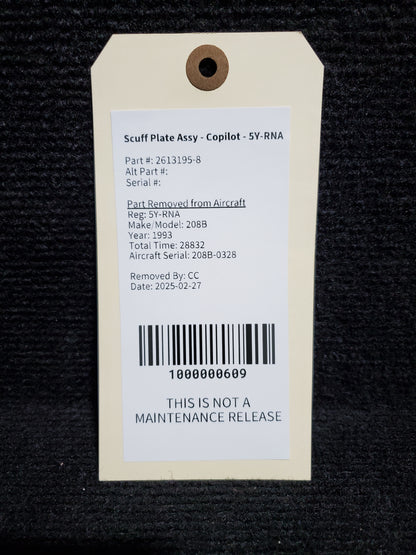 Scuff Plate Assy - Copilot - 5Y-RNA
Part #: 2613195-8
Alt Part #:
Serial #:
Part Removed from Aircraft
Reg: 5Y-RNA
Make/Model: 208B
Year: 1993
Total Time: 28832
Aircraft Serial: 208B-0328
Removed By: CC
Date: 2025-02-27
1000000609
THIS IS NOT A
MAINTENANCE RELEASE